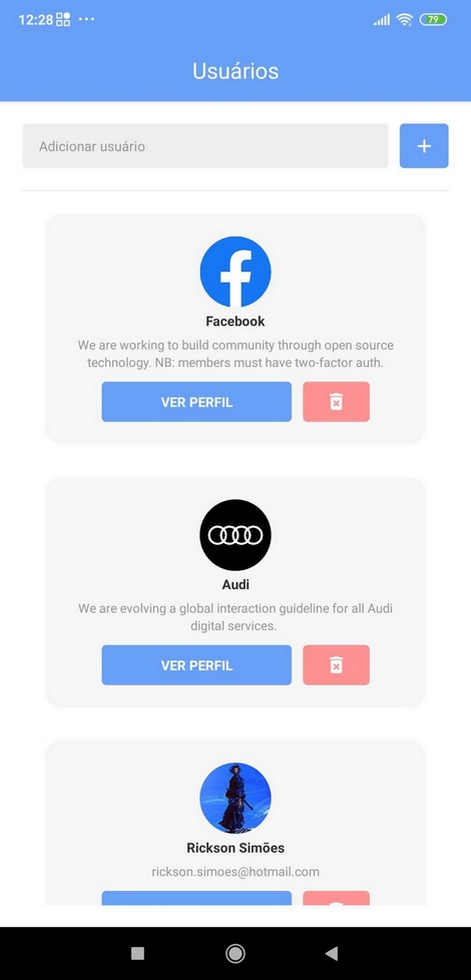 12:28
79
Usuários
Adicionar usuário
+
Facebook
We are working to build community through open source
technology. NB: members must have two-factor auth.
VER PERFIL
Audi
We are evolving a global interaction guideline for all Audi
digital services.
VER PERFIL
Rickson Simões
rickson.simoes@hotmail.com